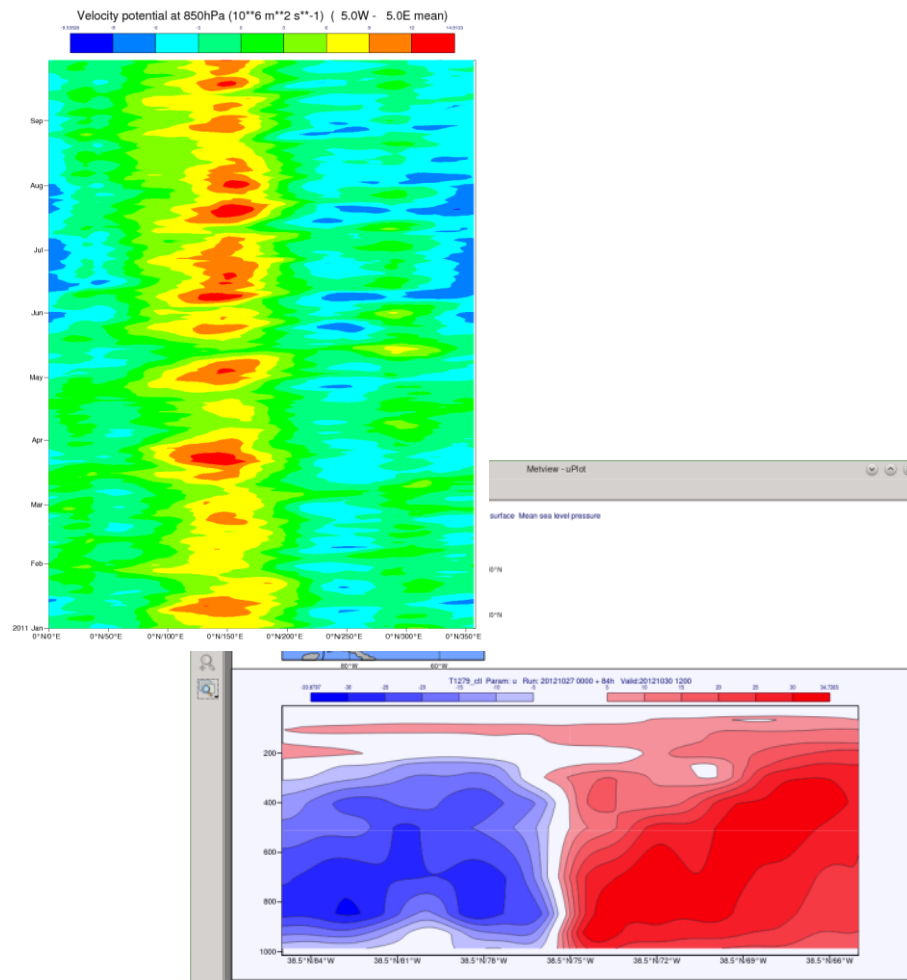 Velocity potential at 850hPa (10**6 m**2 s**-1) ( 5.0W - 5.0E mean)
Sep
Aug
Jul
Jun
May
Apr
Mar
Feb
2011 Jan
0°N/0°E 0°N/50°E 0°N/100°E 0°N/150°E 0°N/200°E 0°N/250°E 0°N/300°E 0°N/350°E
Metview - uPlot
surface Mean sea level pressure
0°N
0°N
80°W 60°W
T1279_ctl Param: u Run: 20121027 0000 + 84h Valid:20121030 1200
-30 -25 -20 -15 -10 -5 5 10 15 20 25 30 34.7203
200
400
600
800
1000
38.5°N/84°W 38.5°N/81°W 38.5°N/78°W 38.5°N/75°W 38.5°N/72°W 38.5°N/69°W 38.5°N/66°W